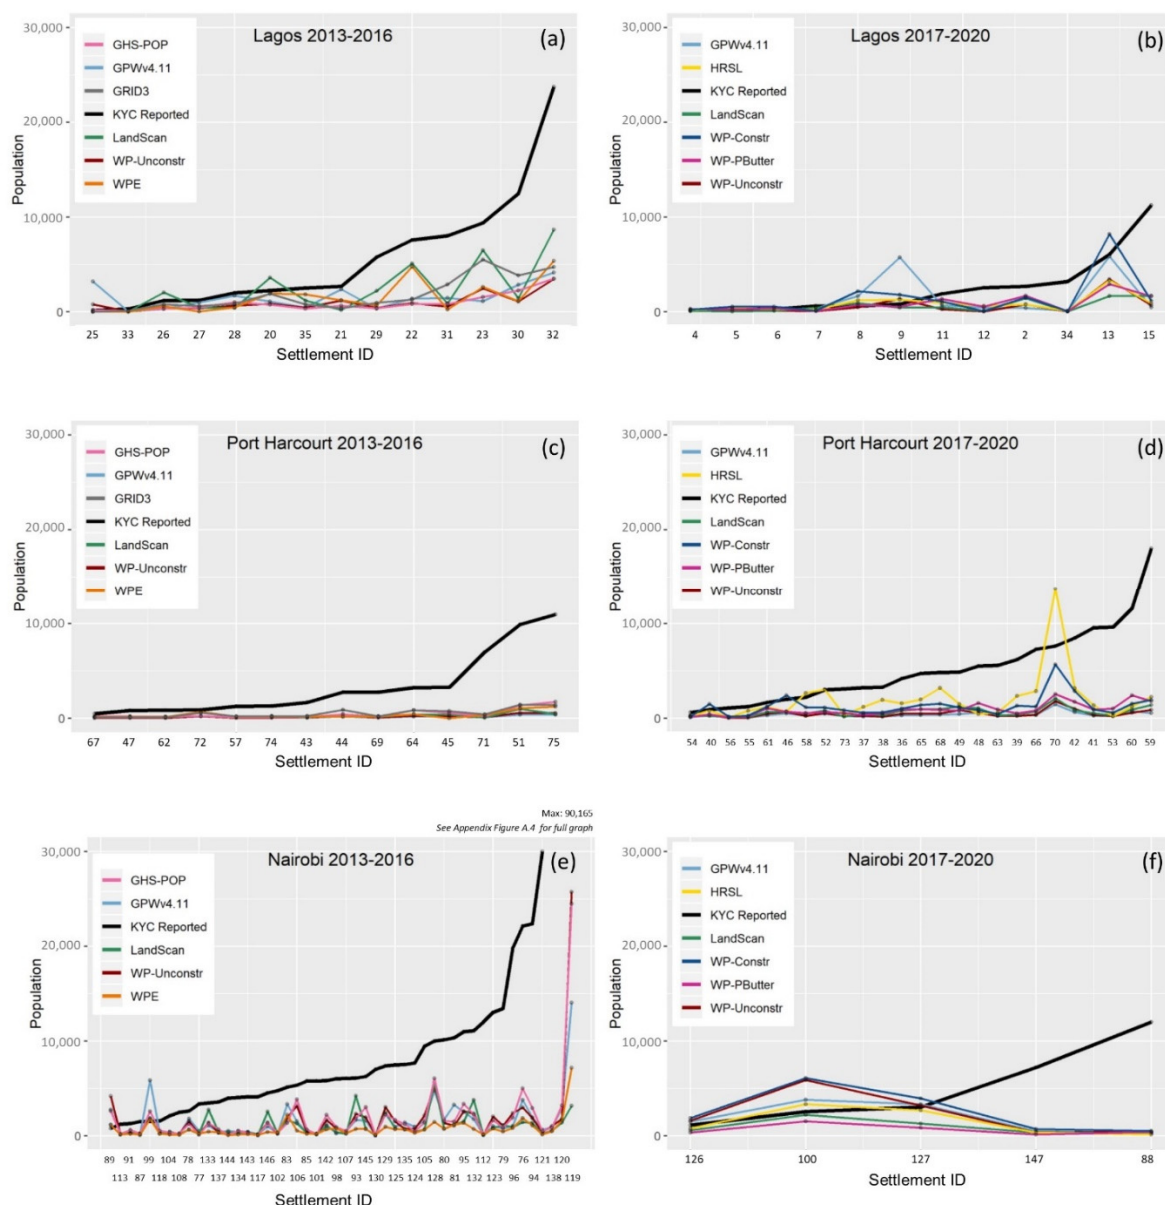 Lagos 2013-2016
(a)
GHS-POP
GPWv4.11
GRID3
KYC Reported
LandScan
WP-Unconstr
WPE
30,000
20,000
10,000
0
Population
25 33 26 27 28 20 35 21 29 22 31 23 30 32
Settlement ID
Lagos 2017-2020
(b)
GPWv4.11
HRSL
KYC Reported
LandScan
WP-Constr
WP-PButter
WP-Unconstr
30,000
20,000
10,000
0
Population
4 5 6 7 8 9 11 12 2 34 13 15
Settlement ID
Port Harcourt 2013-2016
(c)
GHS-POP
GPWv4.11
GRID3
KYC Reported
LandScan
WP-Unconstr
WPE
30,000
20,000
10,000
0
Population
67 47 62 72 57 74 43 44 69 64 45 71 51 75
Settlement ID
Port Harcourt 2017-2020
(d)
GPWv4.11
HRSL
KYC Reported
LandScan
WP-Constr
WP-PButter
WP-Unconstr
30,000
20,000
10,000
0
Population
54 40 56 55 61 46 58 52 73 37 38 36 65 68 49 48 63 39 66 70 42 41 53 60 59
Settlement ID
Max: 90,165
See Appendix Figure A.4 for full graph
Nairobi 2013-2016
(e)
GHS-POP
GPWv4.11
KYC Reported
LandScan
WP-Unconstr
WPE
30,000
20,000
10,000
0
Population
89 91 99 104 78 133 144 143 146 83 85 142 107 145 129 135 105 80 95 112 79 76 121 120
113 87 118 108 77 137 134 117 102 106 101 98 93 130 125 104 128 81 132 123 96 94 138 119
Settlement ID
Nairobi 2017-2020
(f)
GPWv4.11
HRSL
KYC Reported
LandScan
WP-Constr
WP-PButter
WP-Unconstr
30,000
20,000
10,000
0
Population
126 100 127 147 88
Settlement ID